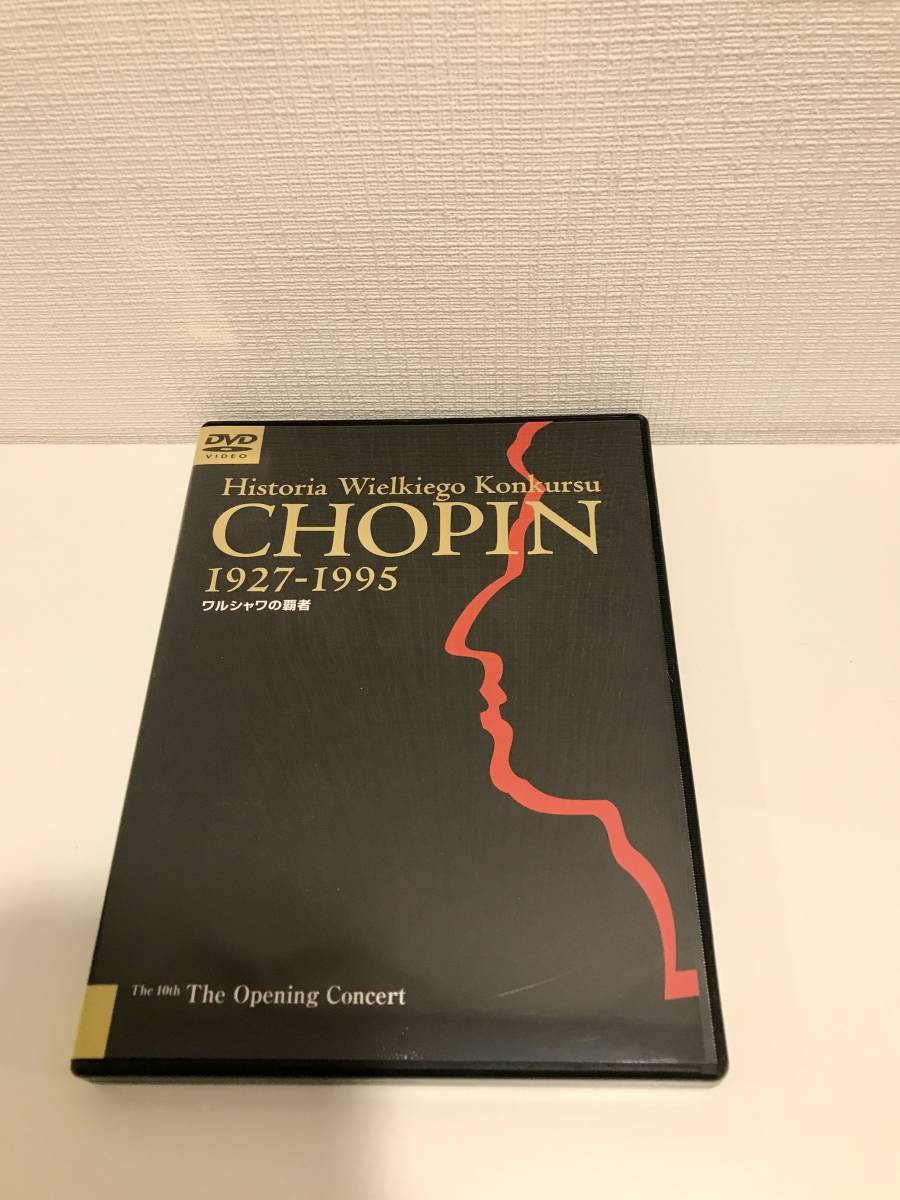 DVD
VIDEO
Historia Wielkiego Konkursu
CHOPIN
1927-1995
ワルシャワの覇者
The 10th The Opening Concert